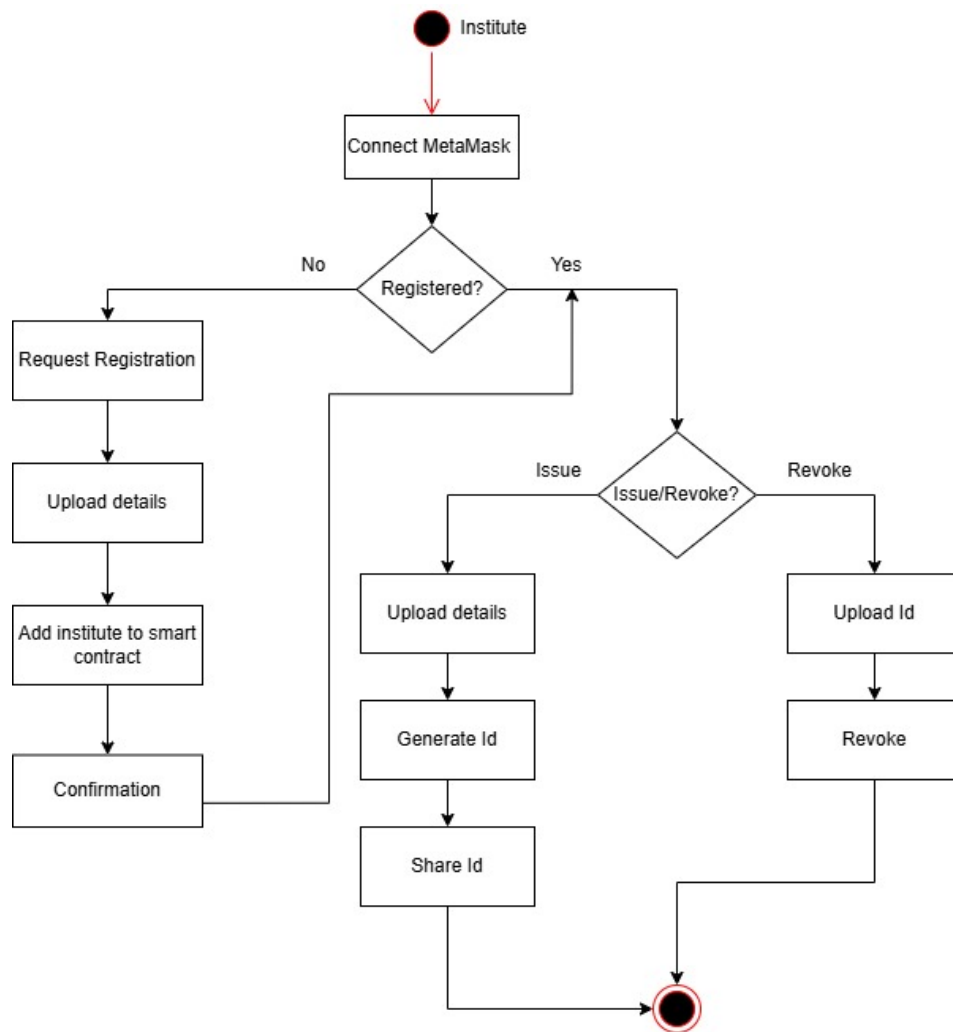 Institute
Connect MetaMask
No
Yes
Registered?
Request Registration
Issue
Revoke
Issue/Revoke?
Upload details
Upload details
Upload Id
Add institute to smart
contract
Generate Id
Revoke
Confirmation
Share Id